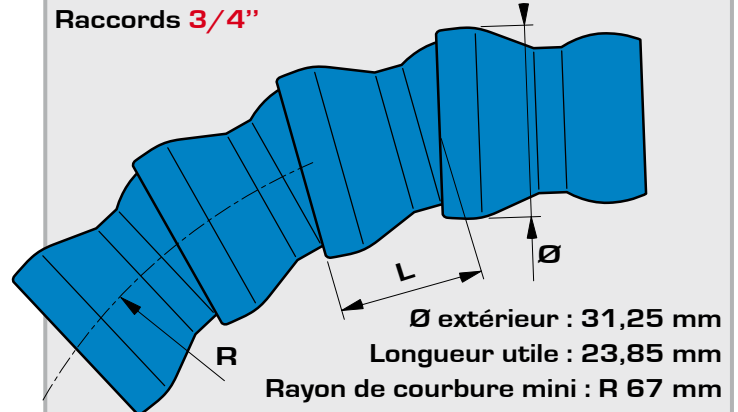 Raccords 3/4’’
L
Ø
R
Ø extérieur : 31,25 mm
Longueur utile : 23,85 mm
Rayon de courbure mini : R 67 mm